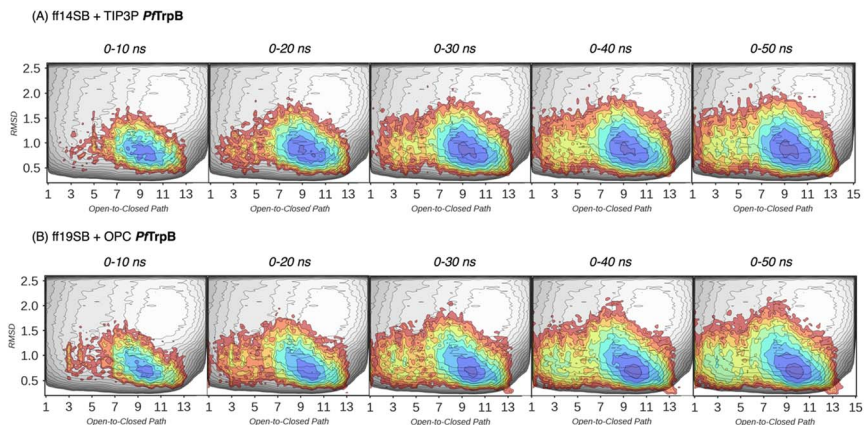 (A) ff14SB + TIP3P PfTrpB
0-10 ns 0-20 ns 0-30 ns 0-40 ns 0-50 ns
2.5
2.0
1.5
1.0
0.5
RMSD
1 3 5 7 9 11 13 1 3 5 7 9 11 13 1 3 5 7 9 11 13 1 3 5 7 9 11 13 1 3 5 7 9 11 13 15
Open-to-Closed Path Open-to-Closed Path Open-to-Closed Path Open-to-Closed Path Open-to-Closed Path
(B) ff19SB + OPC PfTrpB
0-10 ns 0-20 ns 0-30 ns 0-40 ns 0-50 ns
2.5
2.0
1.5
1.0
0.5
RMSD
1 3 5 7 9 11 13 1 3 5 7 9 11 13 1 3 5 7 9 11 13 1 3 5 7 9 11 13 1 3 5 7 9 11 13 15
Open-to-Closed Path Open-to-Closed Path Open-to-Closed Path Open-to-Closed Path Open-to-Closed Path